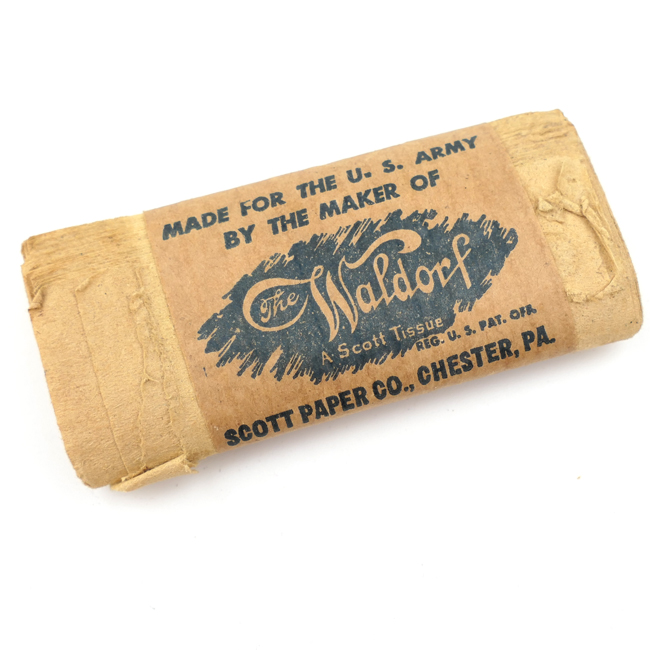 MADE FOR THE U. S. ARMY
BY THE MAKER OF
The Waldorf
A Scott Tissue
REG. U. S. PAT. OFF.
SCOTT PAPER CO., CHESTER, PA.